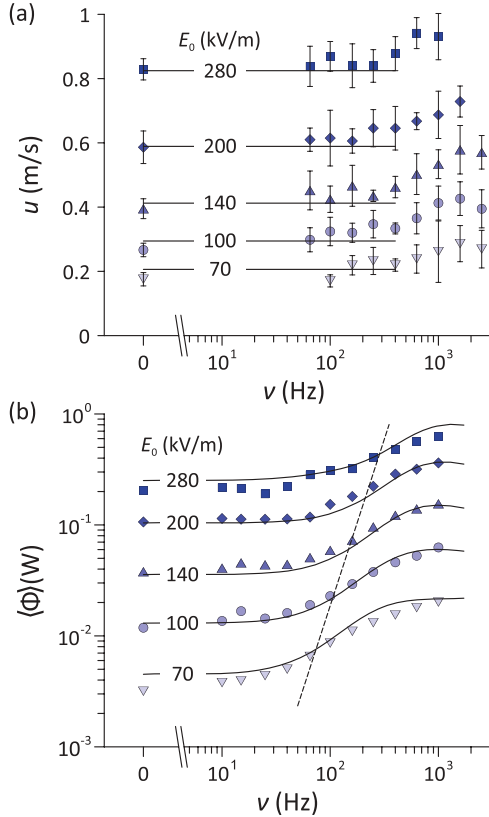 (a)
E₀ (kV/m)
1
280
0.8
200
0.6
140
0.4
100
70
0.2
0
u (m/s)
0 10¹ 10² 10³
ν (Hz)
(b)
10⁰
E₀ (kV/m)
280
200
10⁻¹
140
100
10⁻²
70
10⁻³
⟨Φ⟩(W)
0 10¹ 10² 10³
ν (Hz)